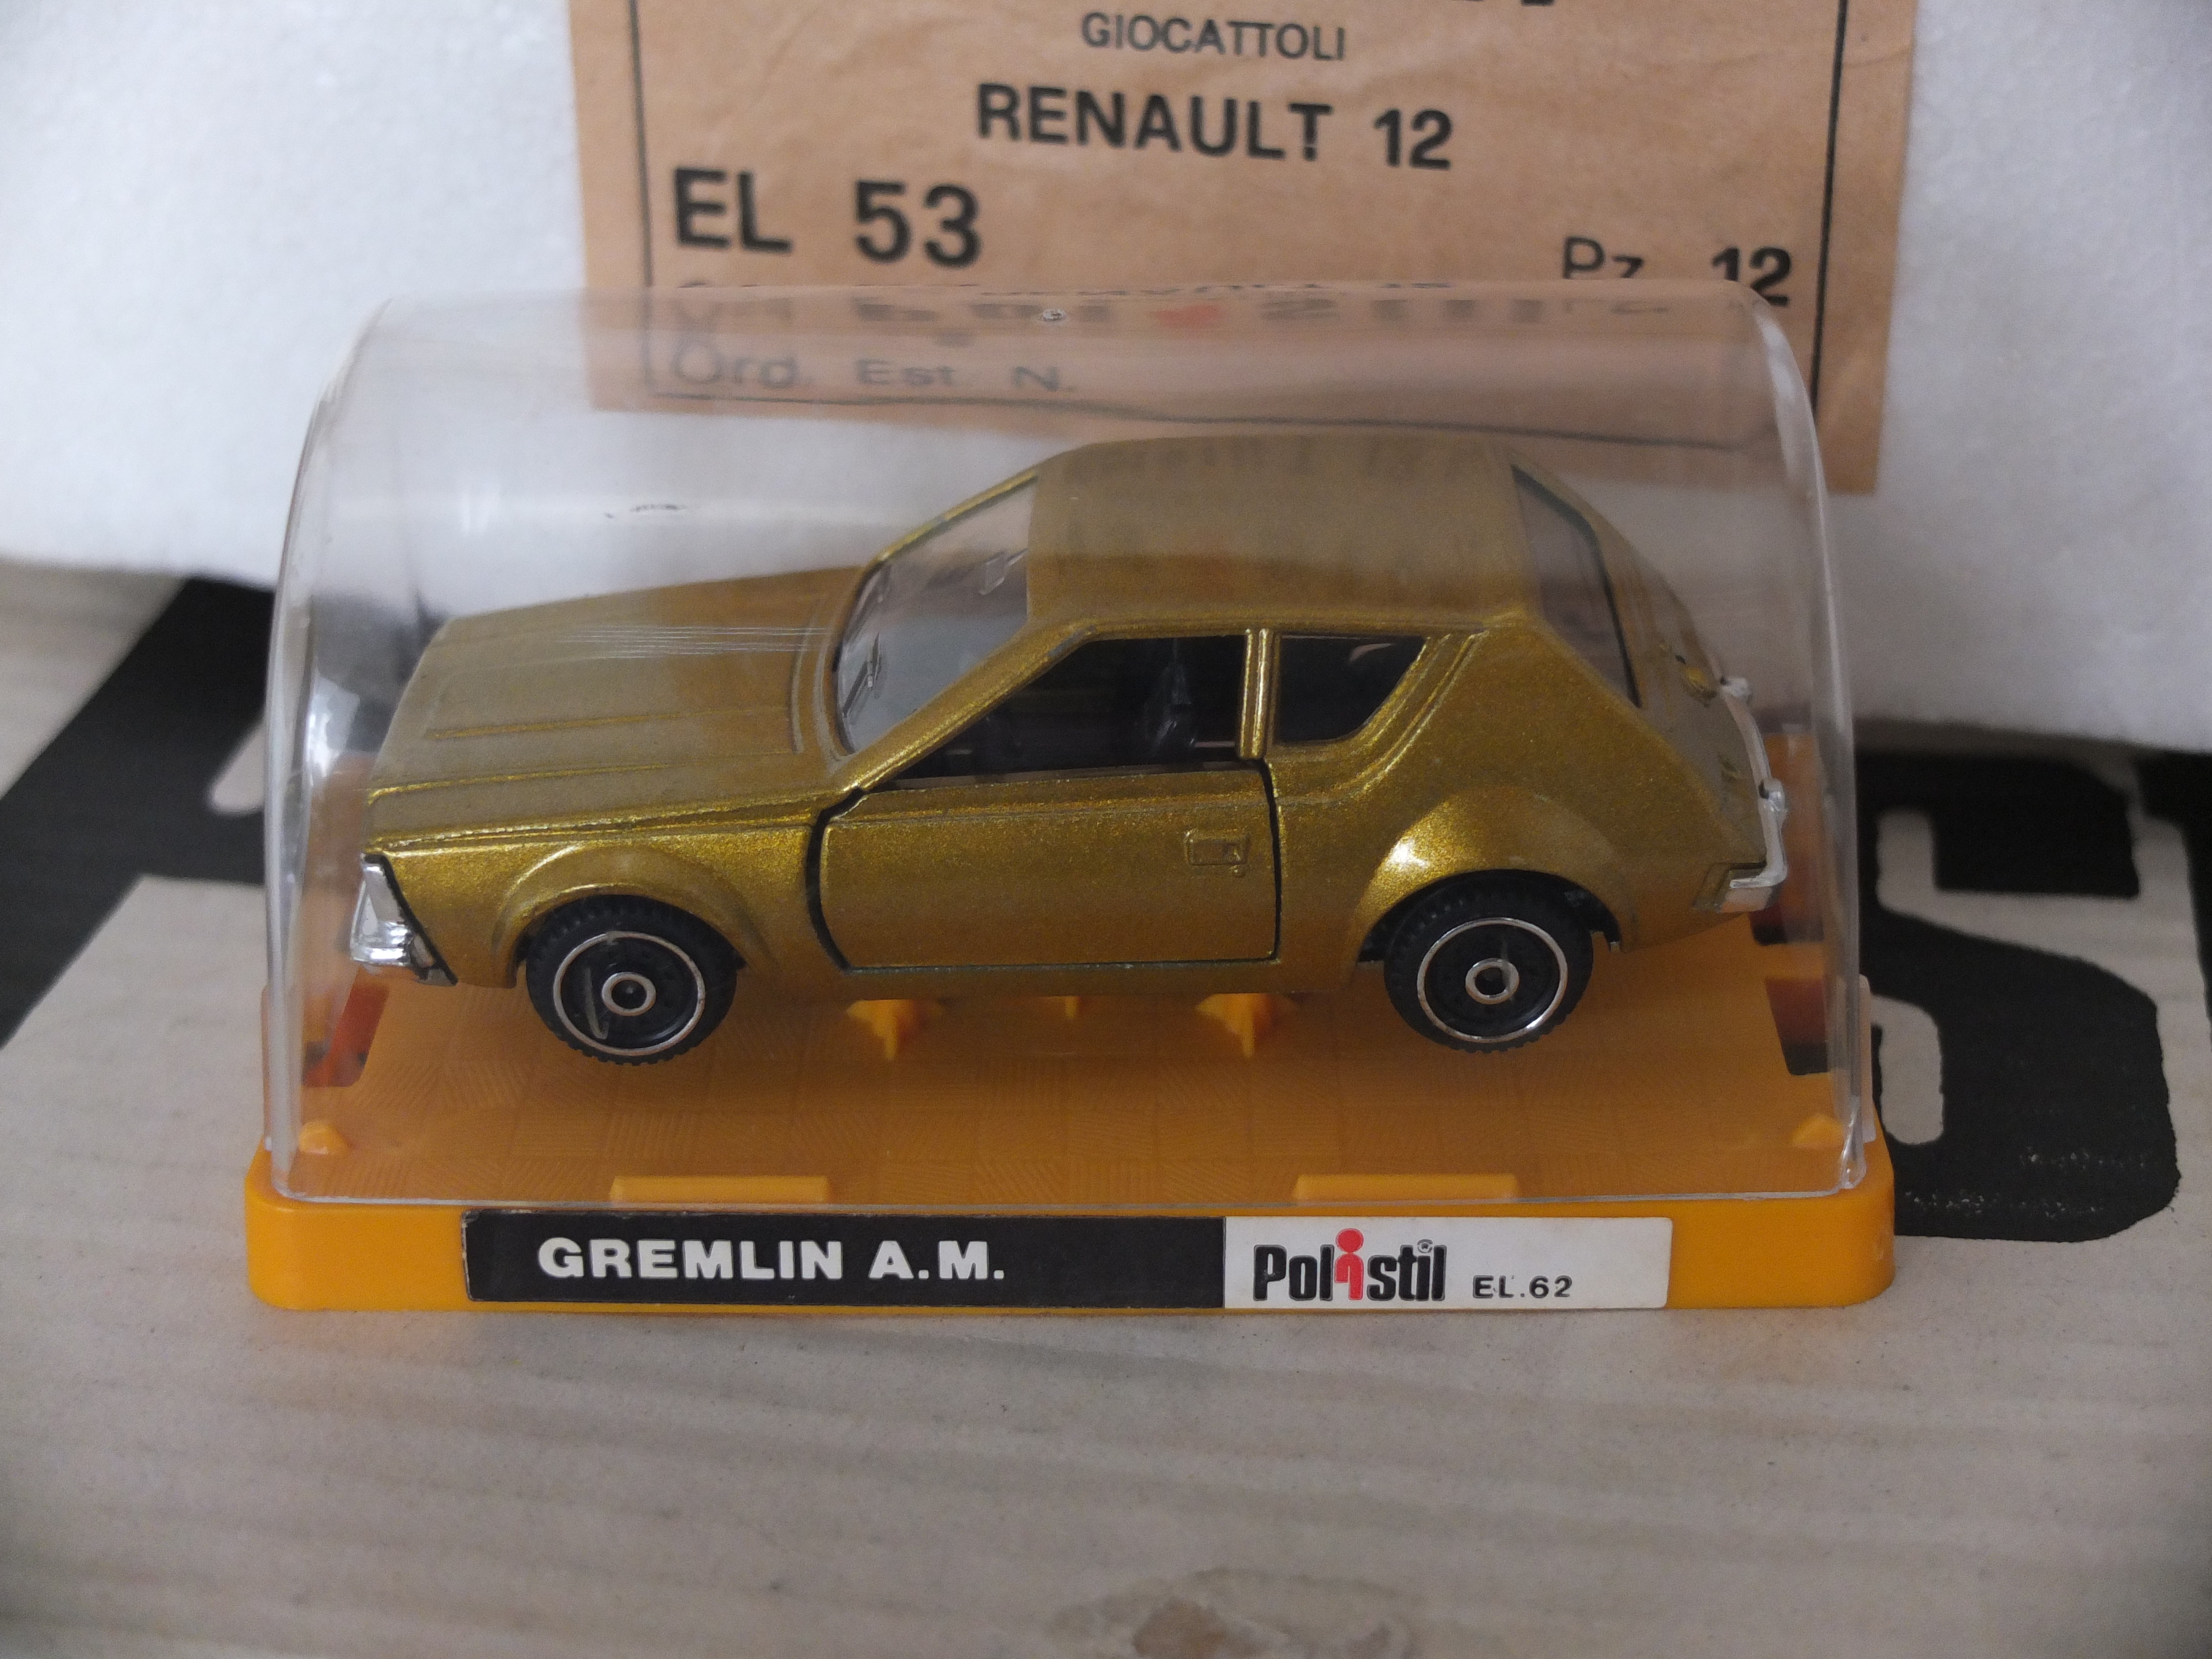 GIOCATTOLI
RENAULT 12
EL 53
Pz. 12
Ord. Est. N.
GREMLIN A.M.
Polistil ® EL.62